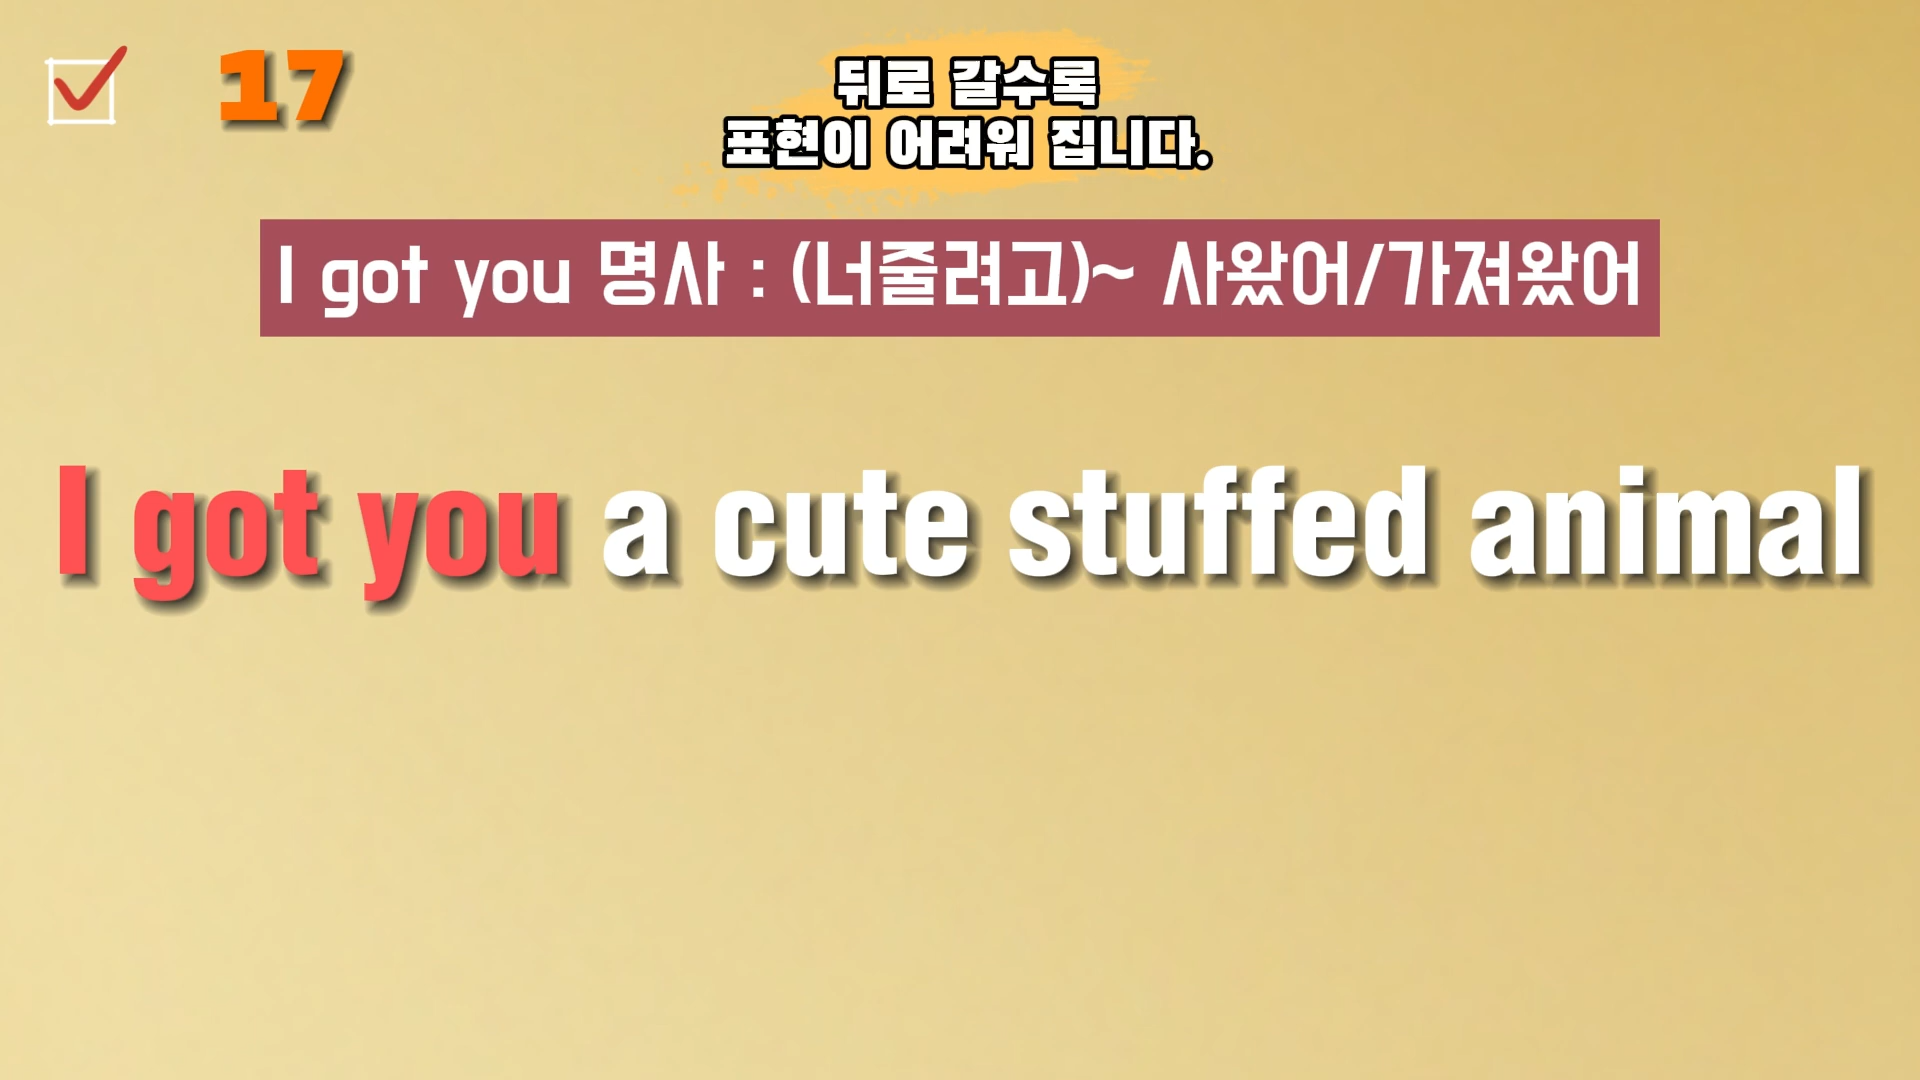 17
뒤로 갈수록
표현이 어려워 집니다.
I got you 명사 : (너줄려고)~ 사왔어/가져왔어
I got you a cute stuffed animal